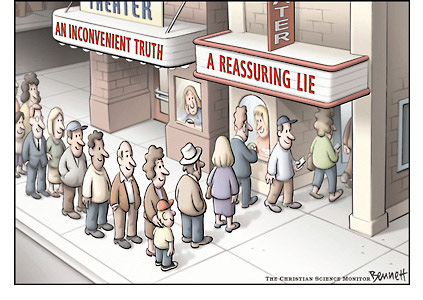 THEATER
AN INCONVENIENT TRUTH
A REASSURING LIE
THE CHRISTIAN SCIENCE MONITOR
Bennett